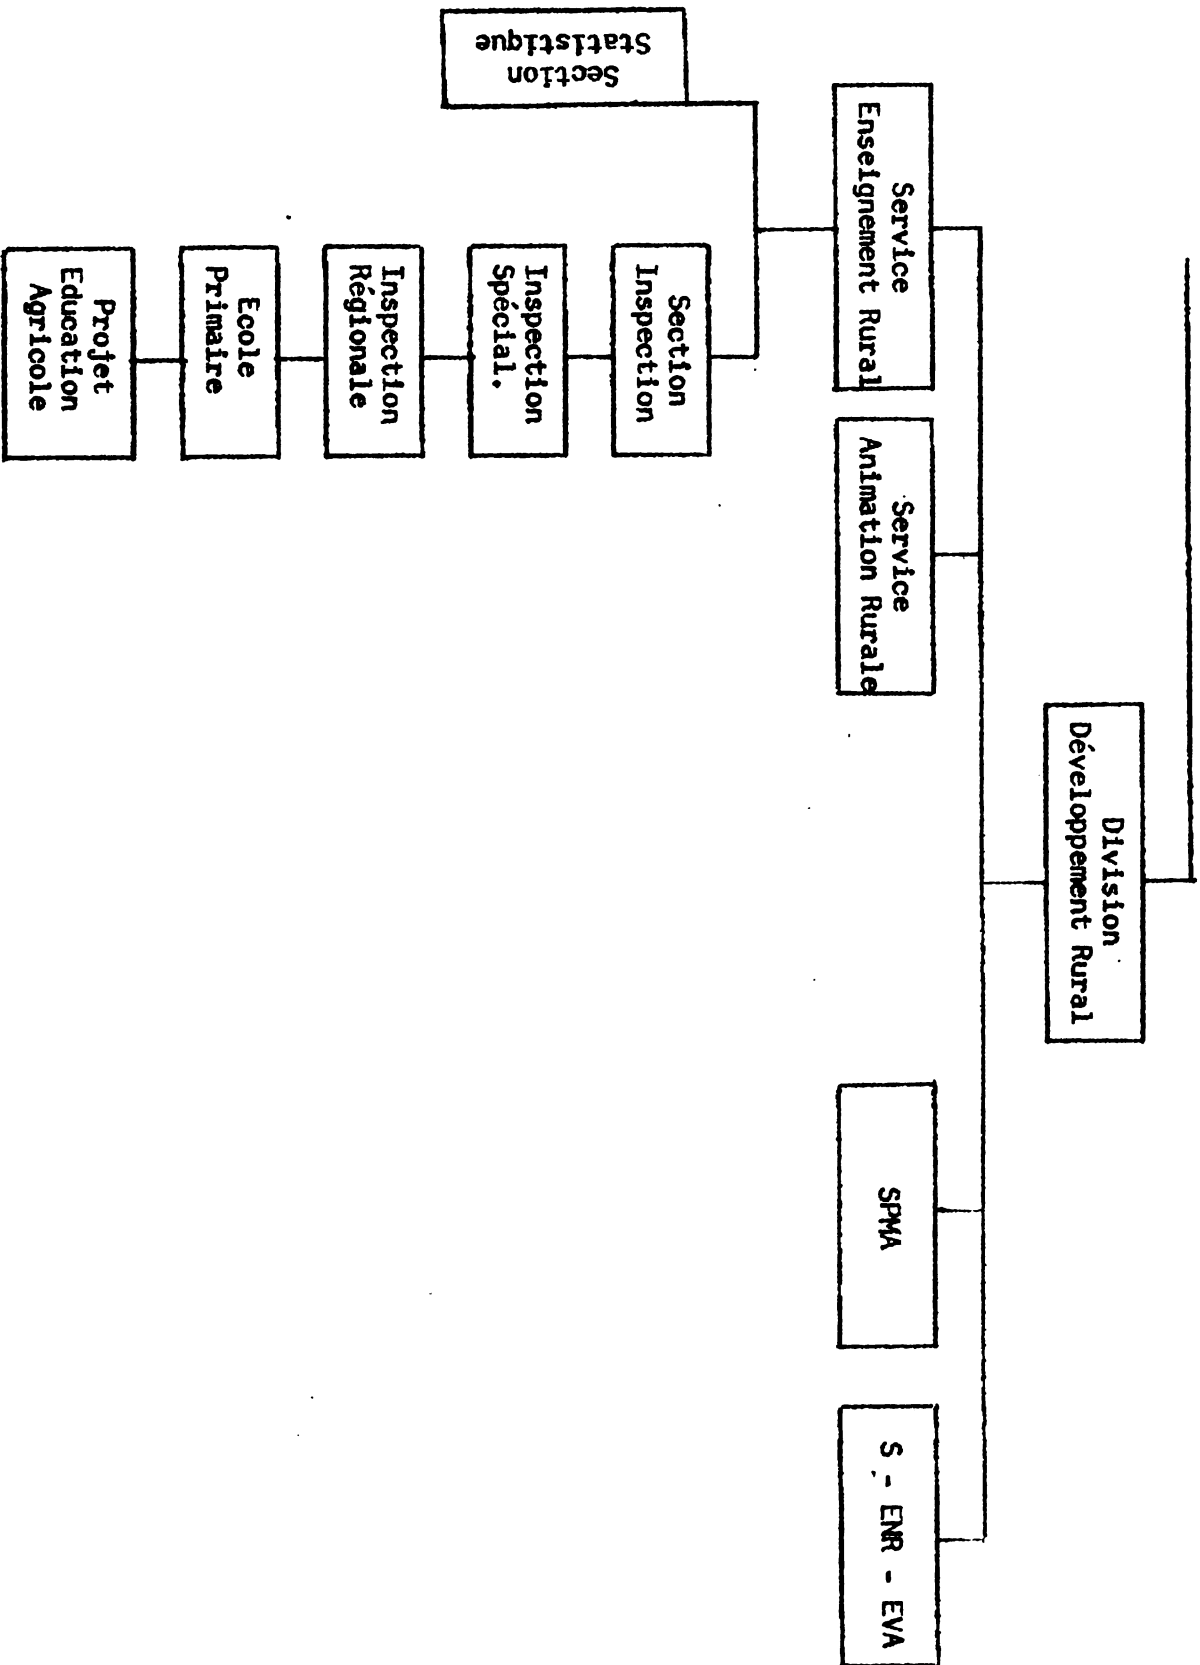 Division
Développement Rural
Service
Enseignement Rural
Service
Animation Rurale
SPMA
S - ENR - EVA
Section
Statistique
Section
Inspection
Inspection
Spécial.
Inspection
Régionale
Ecole
Primaire
Projet
Education
Agricole